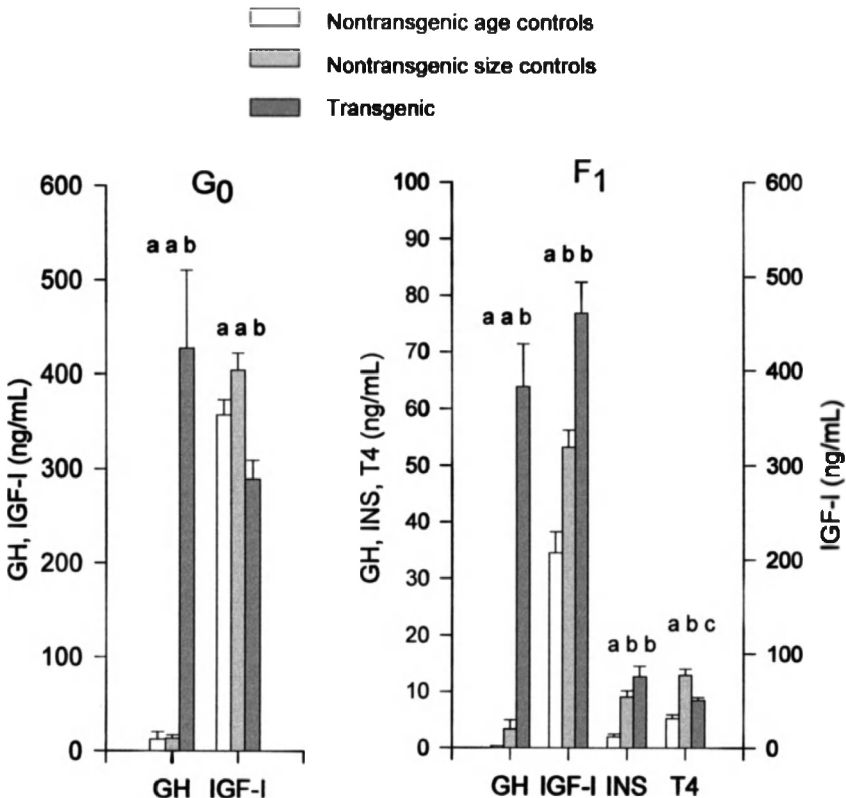 Nontransgenic age controls
Nontransgenic size controls
Transgenic
G0
600
500
400
300
200
100
0
GH, IGF-I (ng/mL)
a a b
a a b
GH IGF-I
F1
100
90
80
70
60
50
40
30
20
10
0
GH, INS, T4 (ng/mL)
a a b
a b b
a b b
a b c
GH IGF-I INS T4
600
500
400
300
200
100
0
IGF-I (ng/mL)